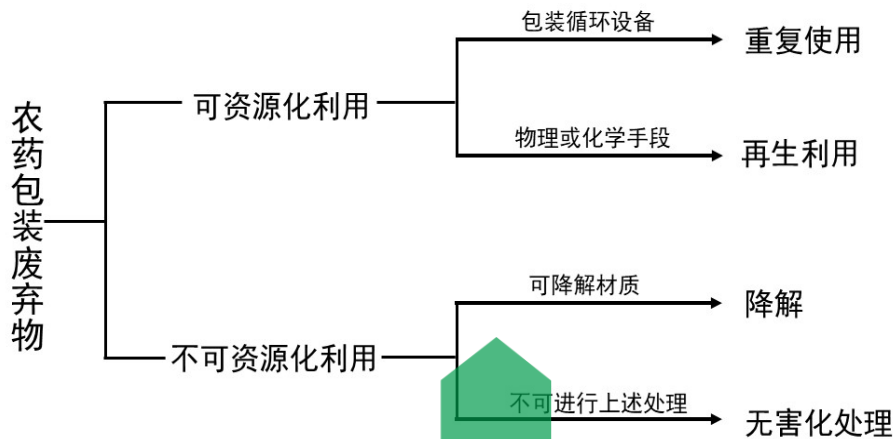 农药包装废弃物
可资源化利用
包装循环设备
重复使用
物理或化学手段
再生利用
不可资源化利用
可降解材质
降解
不可进行上述处理
无害化处理